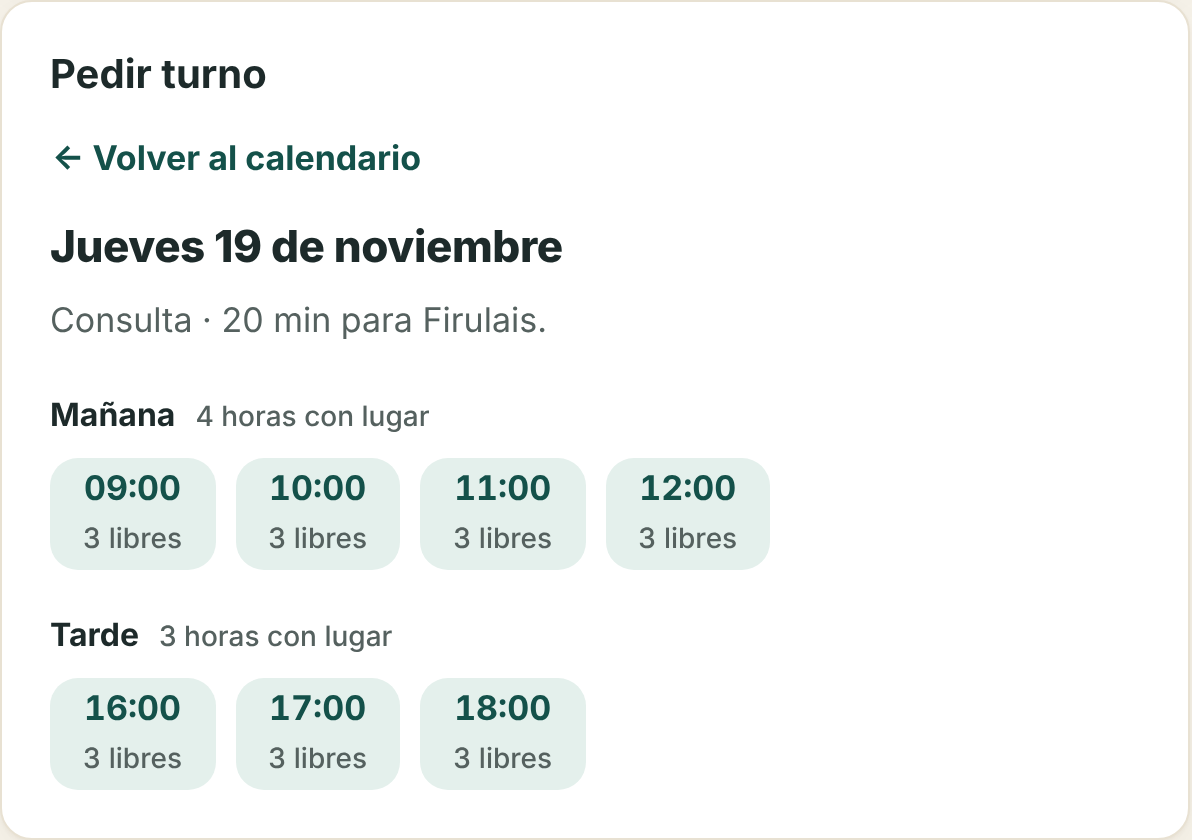 Pedir turno
← Volver al calendario
Jueves 19 de noviembre
Consulta · 20 min para Firulais.
Mañana 4 horas con lugar
09:00 10:00 11:00 12:00
3 libres 3 libres 3 libres 3 libres
Tarde 3 horas con lugar
16:00 17:00 18:00
3 libres 3 libres 3 libres